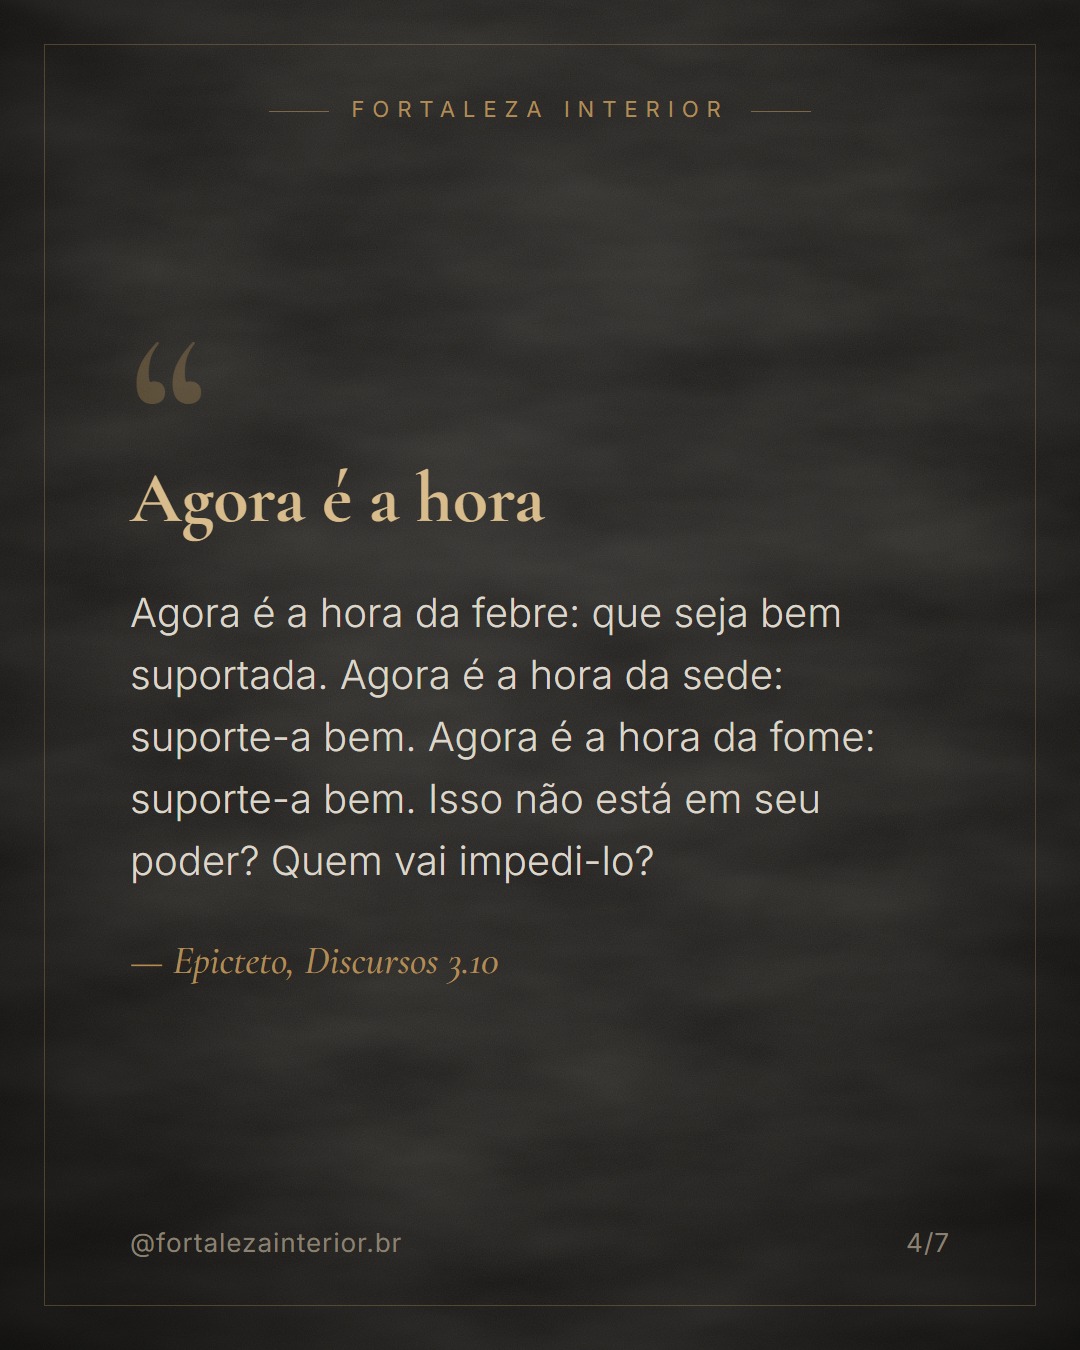 FORTALEZA INTERIOR
“
Agora é a hora
Agora é a hora da febre: que seja bem
suportada. Agora é a hora da sede:
suporte-a bem. Agora é a hora da fome:
suporte-a bem. Isso não está em seu
poder? Quem vai impedi-lo?
— Epicteto, Discursos 3.10
@fortalezainterior.br
4/7